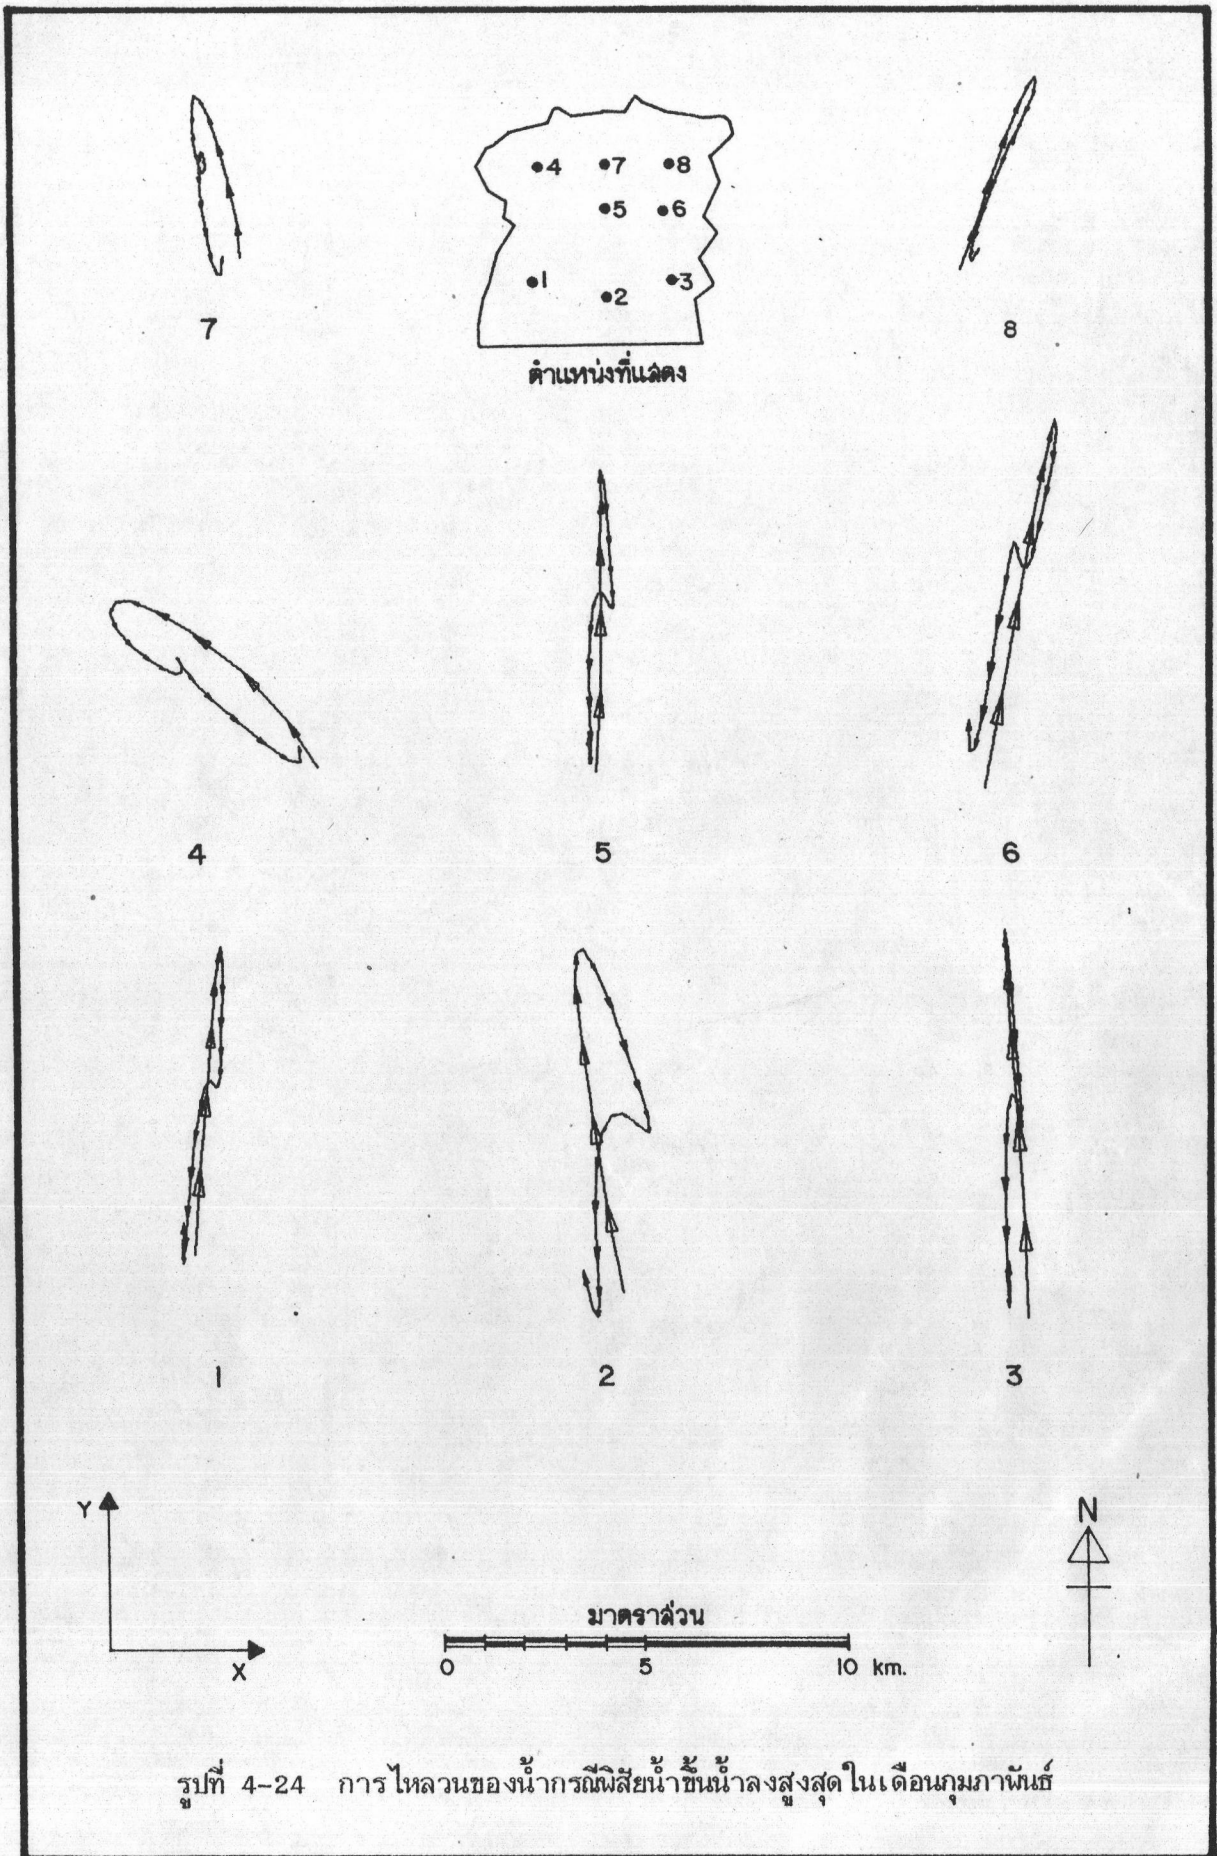 4 7 8
5 6
1 3
2
7
ตำแหน่งที่แสดง
8
4 5 6
1 2 3
Y
X
N
มาตราส่วน
0 5 10 km.
รูปที่ 4-24 การไหลวนของน้ำกรณีพิสัยน้ำขึ้นน้ำลงสูงสุดในเดือนกุมภาพันธ์